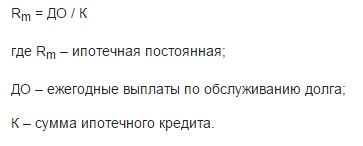 Rm = ДО / К
где Rm – ипотечная постоянная;
ДО – ежегодные выплаты по обслуживанию долга;
К – сумма ипотечного кредита.